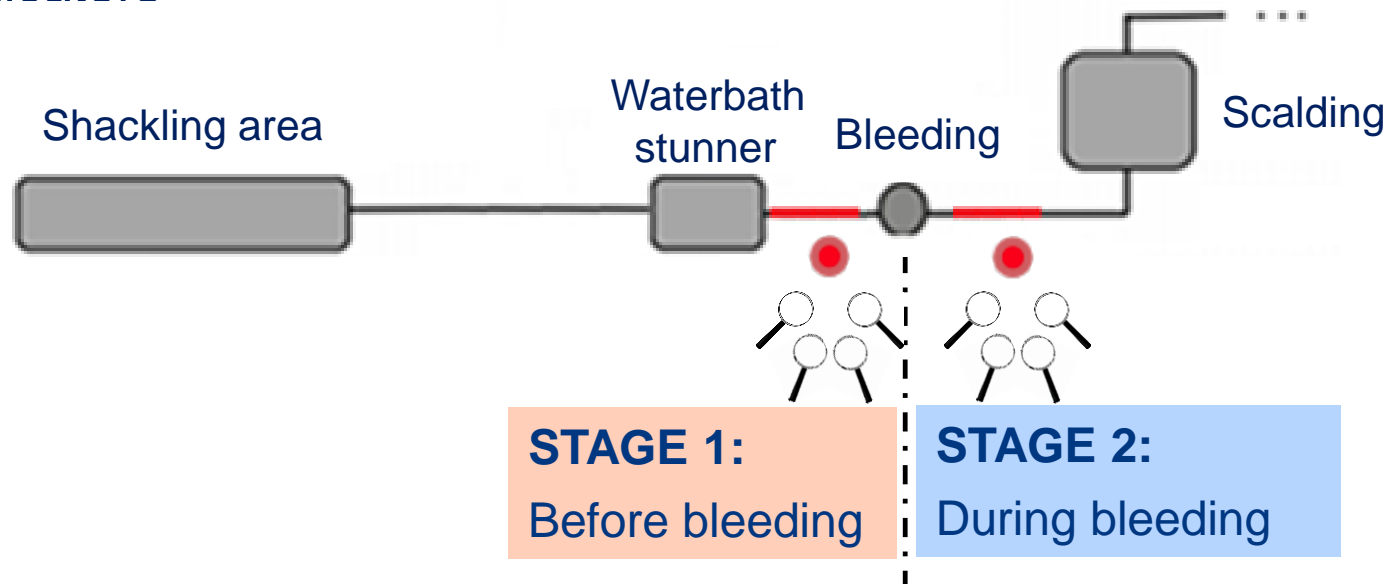 Shackling area
Waterbath
stunner
Bleeding
Scalding
...
STAGE 1:
Before bleeding
STAGE 2:
During bleeding